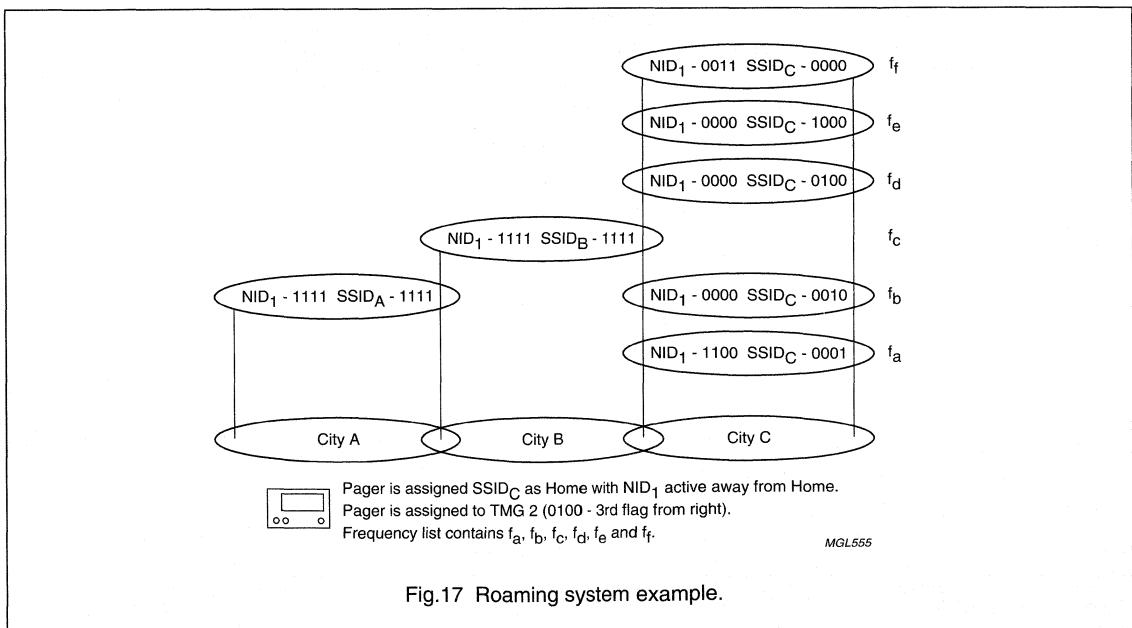 NID1 - 0011 SSIDC - 0000 ff
NID1 - 0000 SSIDC - 1000 fe
NID1 - 0000 SSIDC - 0100 fd
NID1 - 1111 SSIDB - 1111 fc
NID1 - 1111 SSIDA - 1111 NID1 - 0000 SSIDC - 0010 fb
NID1 - 1100 SSIDC - 0001 fa
City A City B City C
Pager is assigned SSIDC as Home with NID1 active away from Home.
Pager is assigned to TMG 2 (0100 - 3rd flag from right).
Frequency list contains fa, fb, fc, fd, fe and ff.
MGL555
Fig.17 Roaming system example.